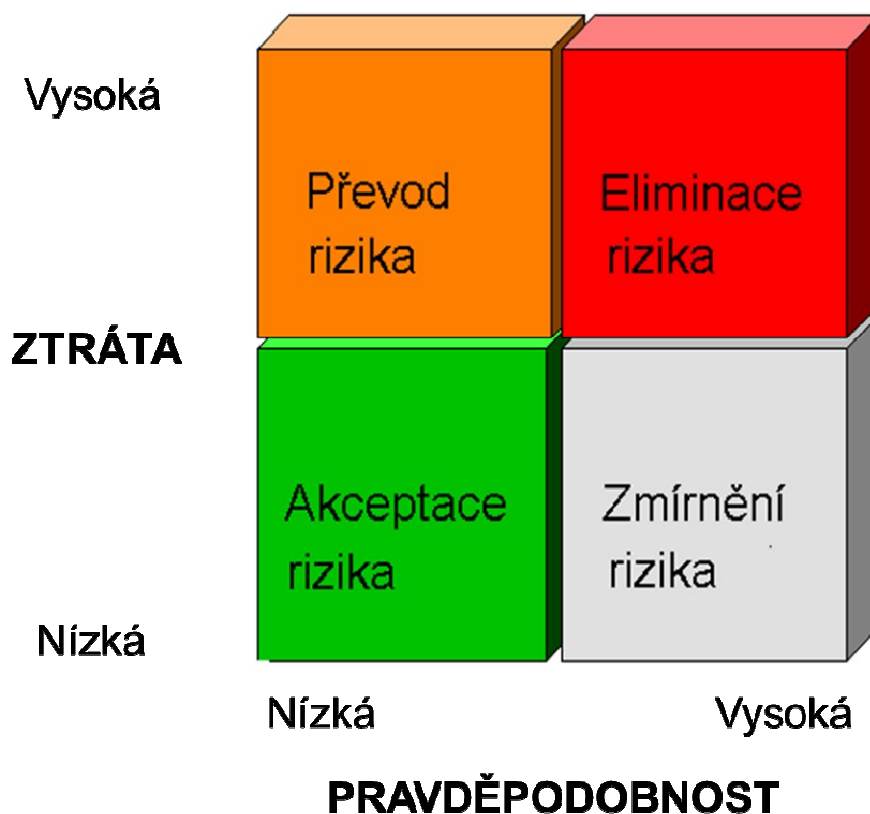 Vysoká
Převod
rizika
Eliminace
rizika
ZTRÁTA
Akceptace
rizika
Zmírnění
rizika
Nízká
Nízká
Vysoká
PRAVDĚPODOBNOST